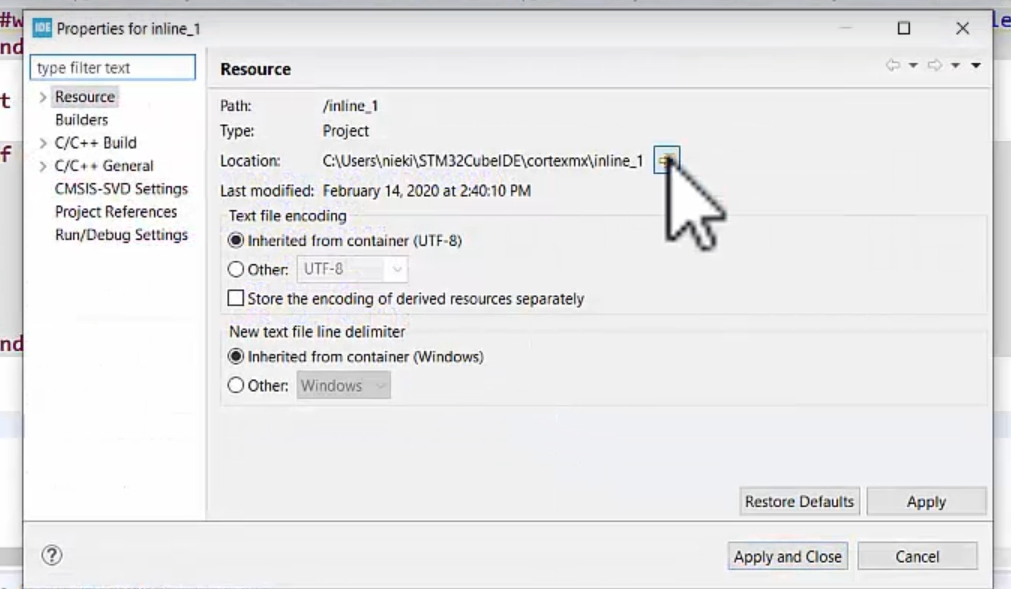 #w
le
IDE Properties for inline_1
nd
type filter text
Resource
t
Resource
Builders
f
C/C++ Build
C/C++ General
CMSIS-SVD Settings
Project References
Run/Debug Settings
nd
Path: /inline_1
Type: Project
Location: C:\Users\nieki\STM32CubeIDE\cortexmx\inline_1
Last modified: February 14, 2020 at 2:40:10 PM
Text file encoding
Inherited from container (UTF-8)
Other: UTF-8
Store the encoding of derived resources separately
New text file line delimiter
Inherited from container (Windows)
Other: Windows
Restore Defaults Apply
? Apply and Close Cancel